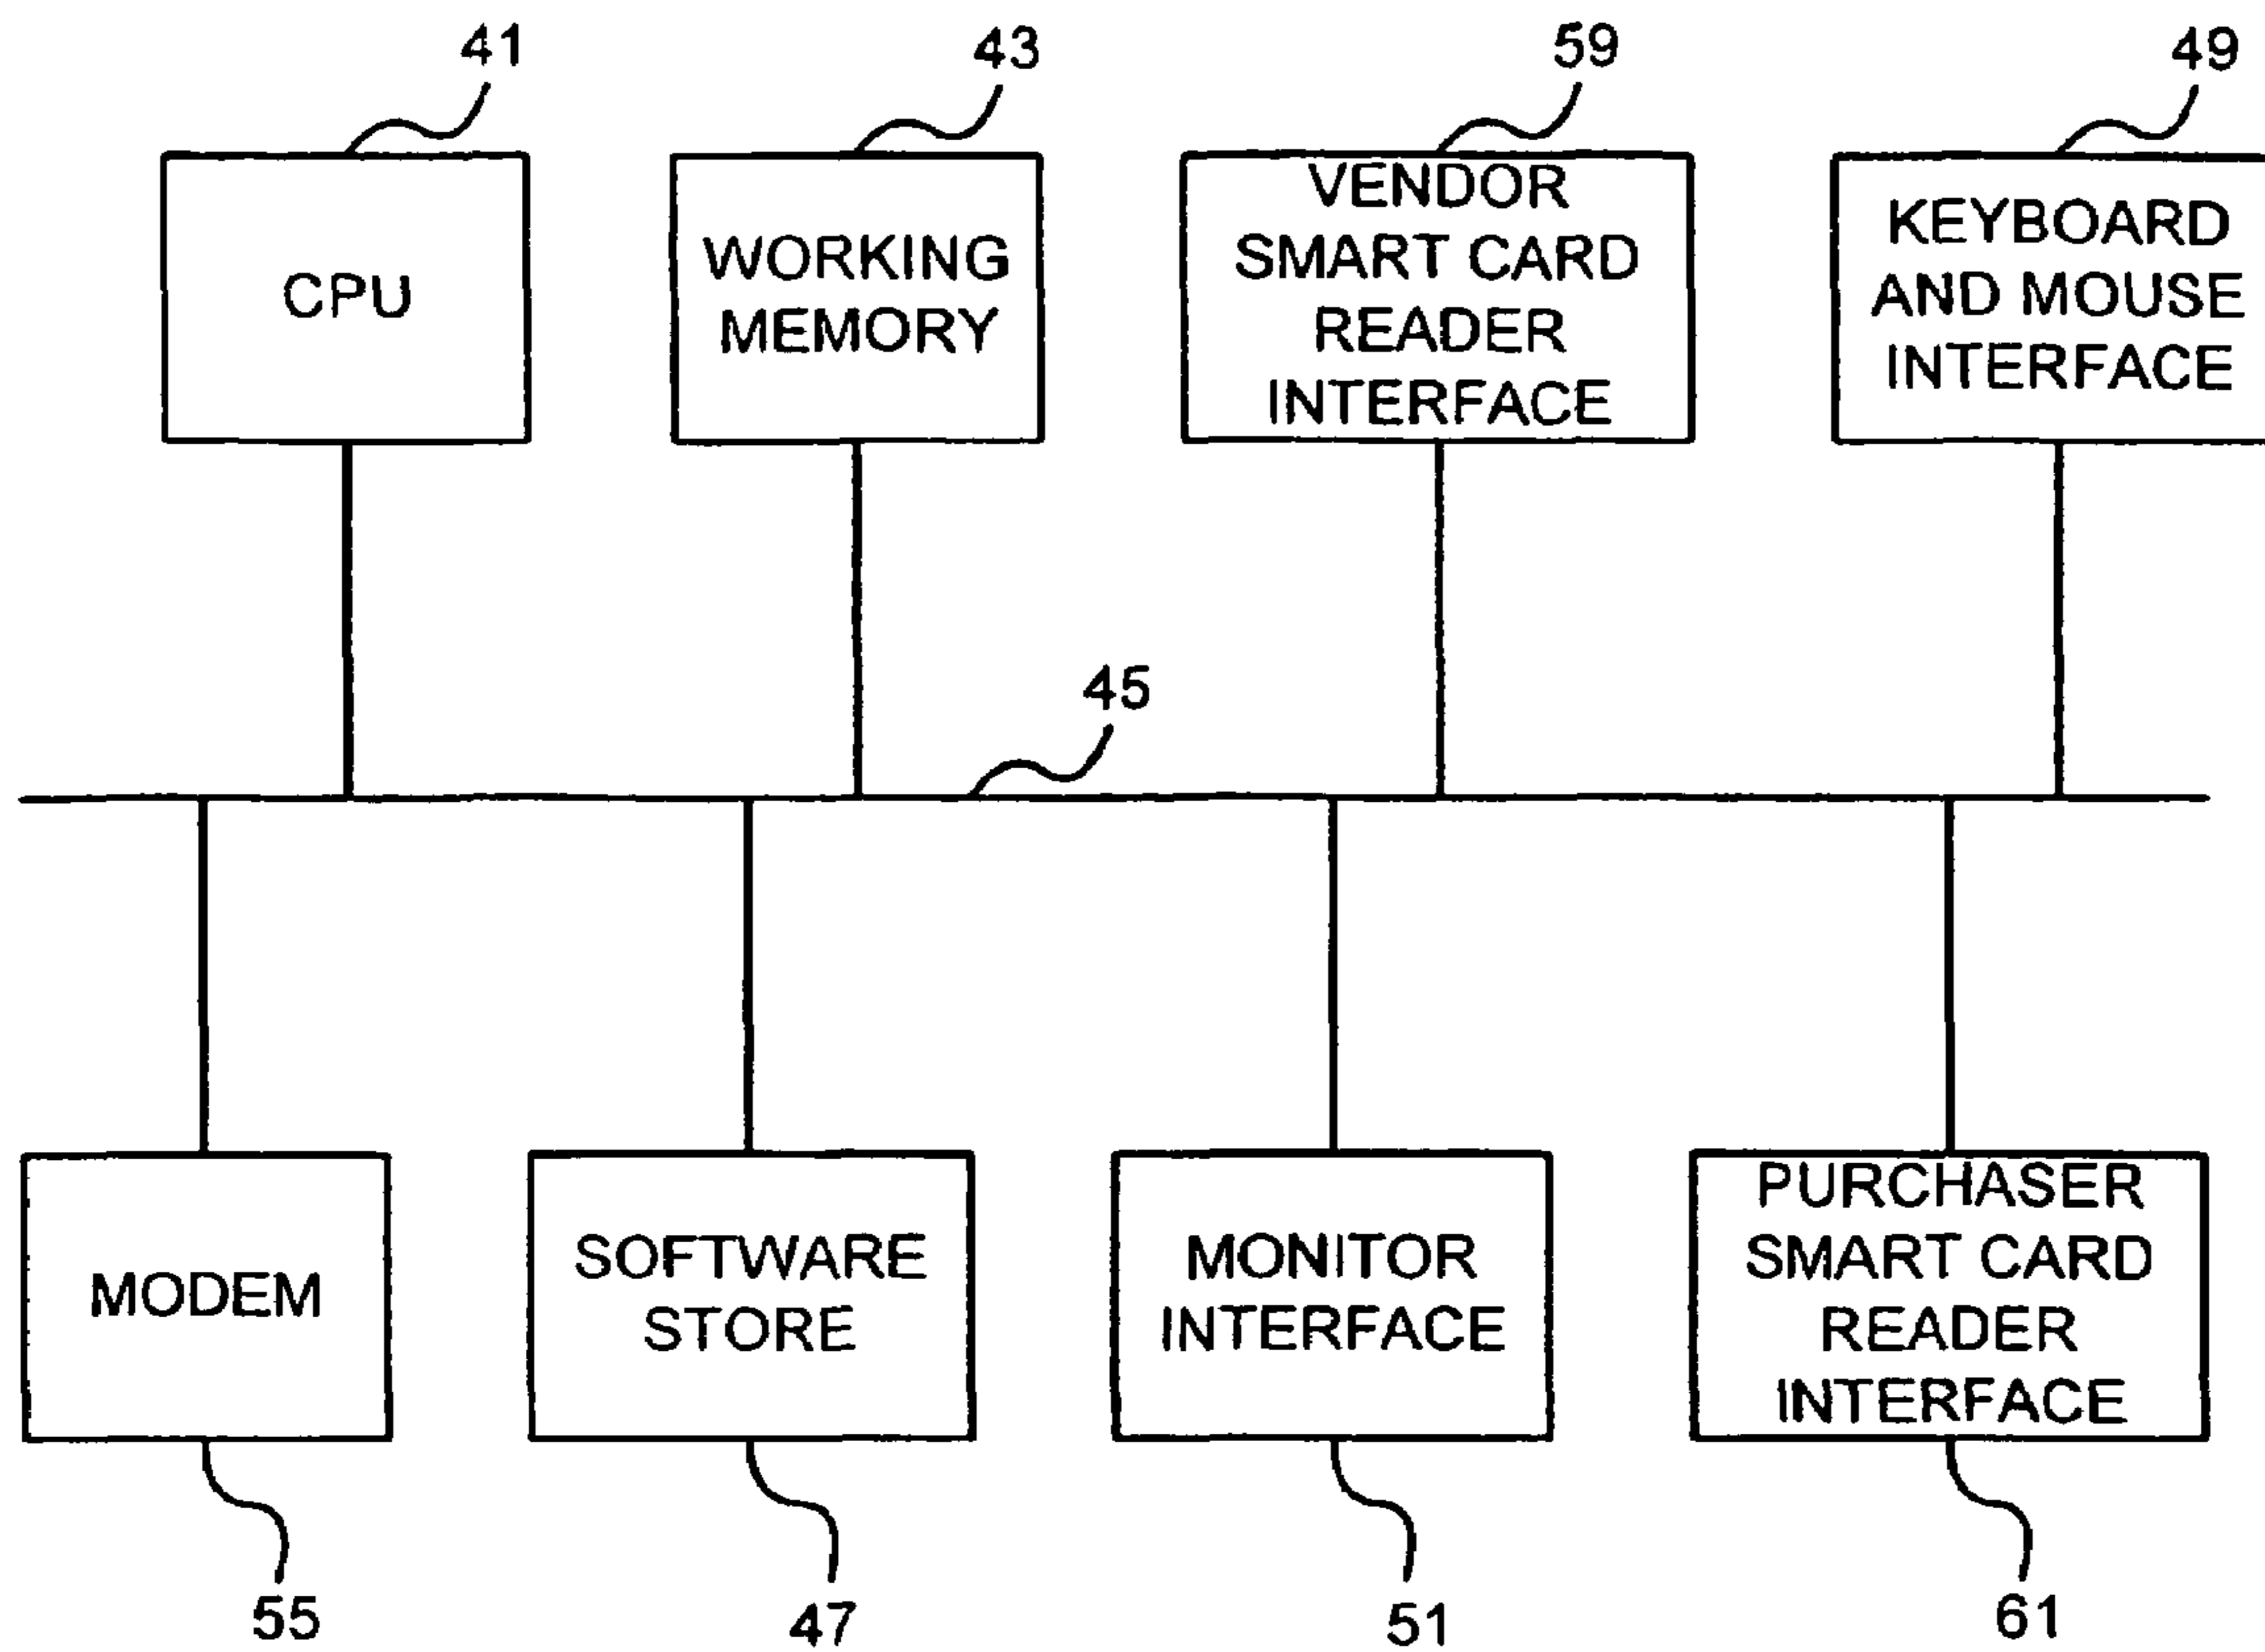 41
43
59
49
CPU
WORKING
MEMORY
VENDOR
SMART CARD
READER
INTERFACE
KEYBOARD
AND MOUSE
INTERFACE
45
MODEM
SOFTWARE
STORE
MONITOR
INTERFACE
PURCHASER
SMART CARD
READER
INTERFACE
55
47
51
61